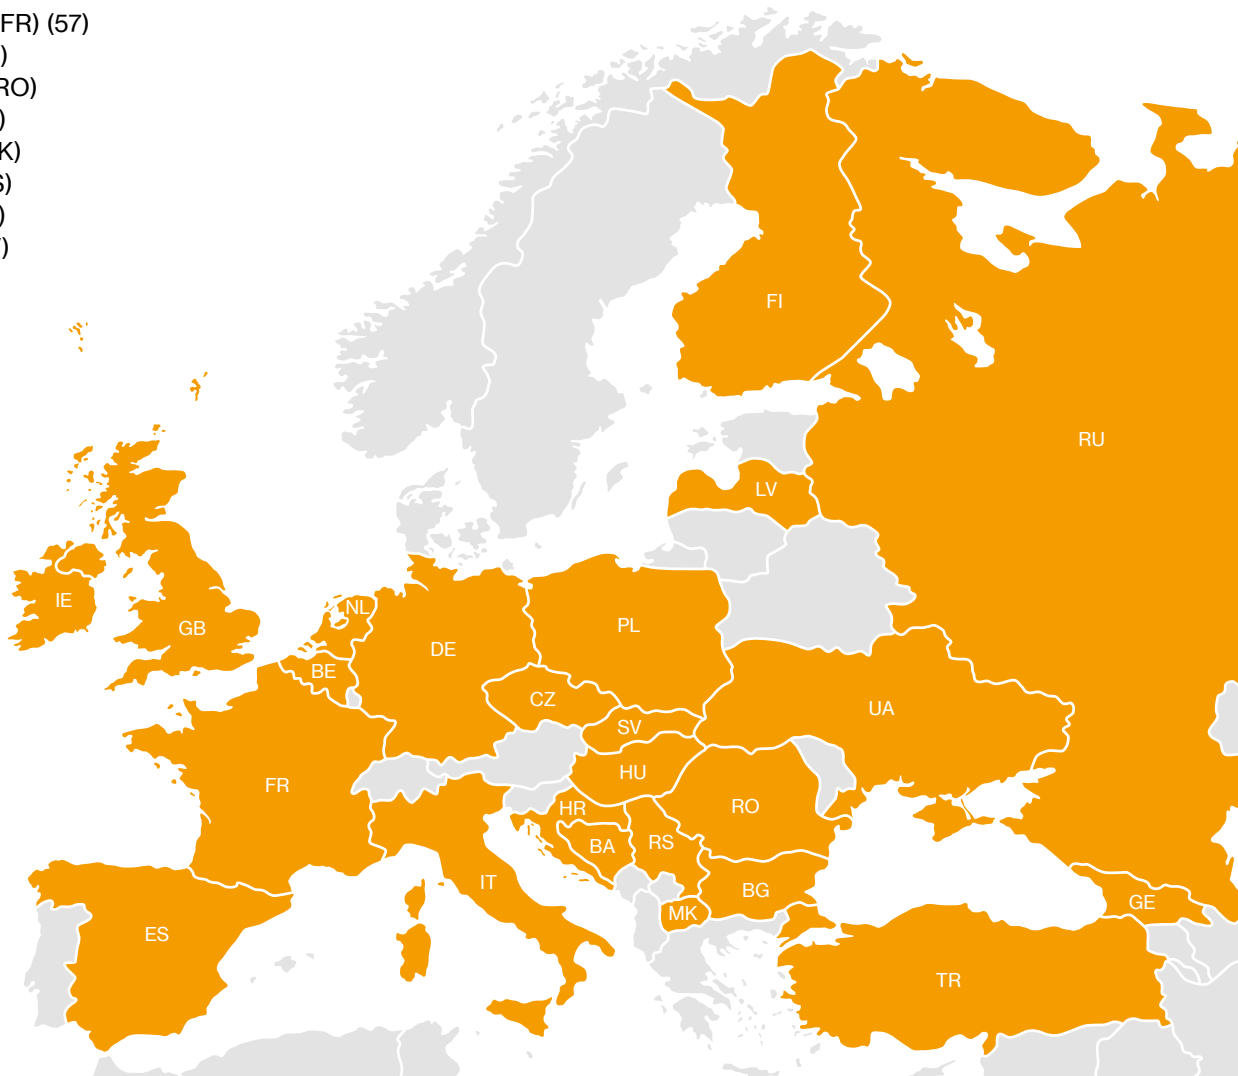 FR) (57)
)
RO)
)
K)
S)
)
)
FI
RU
LV
IE
NL
GB
PL
DE
BE
CZ
UA
SV
HU
FR
HR
RO
BA
RS
IT
BG
MK
GE
ES
TR